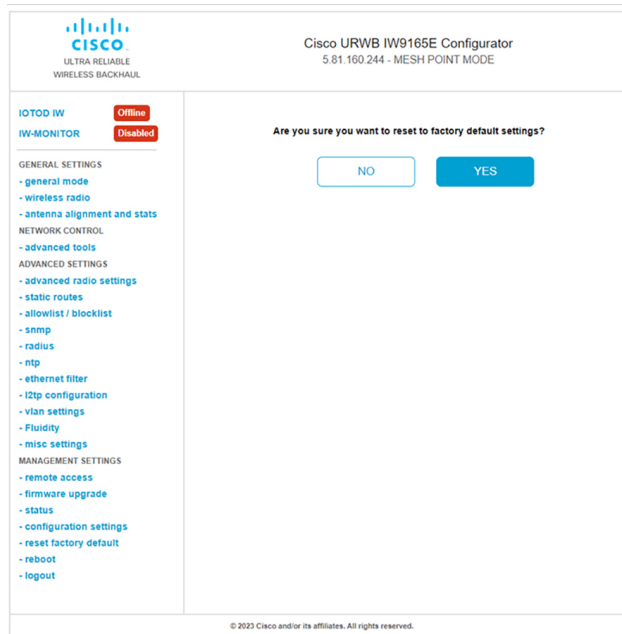 CISCO
ULTRA RELIABLE
WIRELESS BACKHAUL
Cisco URWB IW9165E Configurator
5.81.160.244 - MESH POINT MODE
IOTOD IW Offline
IW-MONITOR Disabled
GENERAL SETTINGS
- general mode
- wireless radio
- antenna alignment and stats
NETWORK CONTROL
- advanced tools
ADVANCED SETTINGS
- advanced radio settings
- static routes
- allowlist / blocklist
- snmp
- radius
- ntp
- ethernet filter
- l2tp configuration
- vlan settings
- Fluidity
- misc settings
MANAGEMENT SETTINGS
- remote access
- firmware upgrade
- status
- configuration settings
- reset factory default
- reboot
- logout
Are you sure you want to reset to factory default settings?
NO YES
© 2023 Cisco and/or its affiliates. All rights reserved.